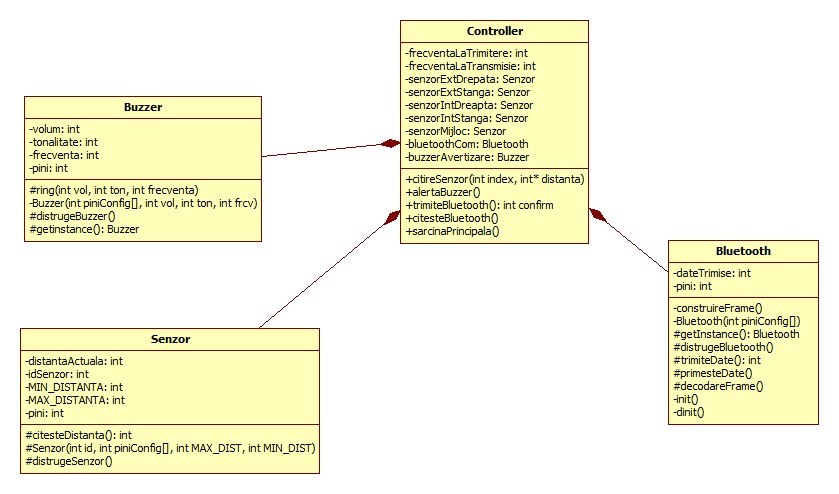 Controller
-frecventaLaTrimitere: int
-frecventaLaTransmisie: int
-senzorExtDrepata: Senzor
-senzorExtStanga: Senzor
-senzorIntDreapta: Senzor
-senzorIntStanga: Senzor
-senzorMijloc: Senzor
-bluetoothCom: Bluetooth
-buzzerAvertizare: Buzzer
+citireSenzor(int index, int* distanta)
+alertaBuzzer()
+trimiteBluetooth(): int confirm
+citesteBluetooth()
+sarcinaPrincipala()
Buzzer
-volum: int
-tonalitate: int
-frecventa: int
-pini: int
#ring(int vol, int ton, int frecventa)
-Buzzer(int piniConfig[], int vol, int ton, int frcv)
#distrugeBuzzer()
#getinstance(): Buzzer
Bluetooth
-dateTrimise: int
-pini: int
-construireFrame()
-Bluetooth(int piniConfig[])
#getInstance(): Bluetooth
#distrugeBluetooth()
#trimiteDate(): int
#primesteDate()
#decodareFrame()
-init()
-dinit()
Senzor
-distantaActuala: int
-idSenzor: int
-MIN_DISTANTA: int
-MAX_DISTANTA: int
-pini: int
#citesteDistanta(): int
#Senzor(int id, int piniConfig[], int MAX_DIST, int MIN_DIST)
#distrugeSenzor()